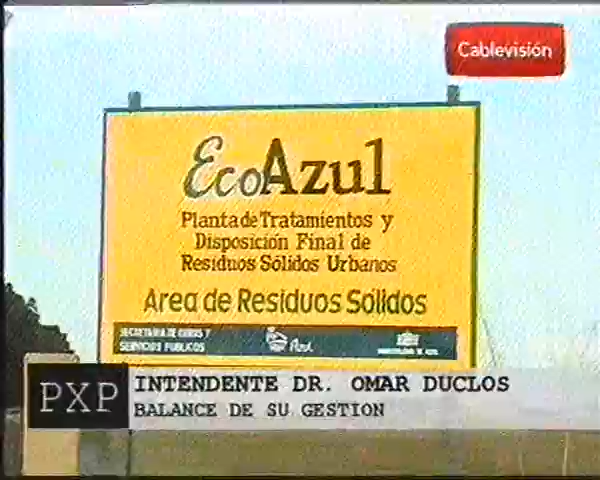 Cablevisión
EcoAzul
Planta de Tratamientos y
Disposición Final de
Residuos Sólidos Urbanos
Area de Residuos Sólidos
SECRETARIA DE OBRAS Y
SERVICIOS PUBLICOS
Azul
PXP
INTENDENTE DR. OMAR DUCLOS
BALANCE DE SU GESTION